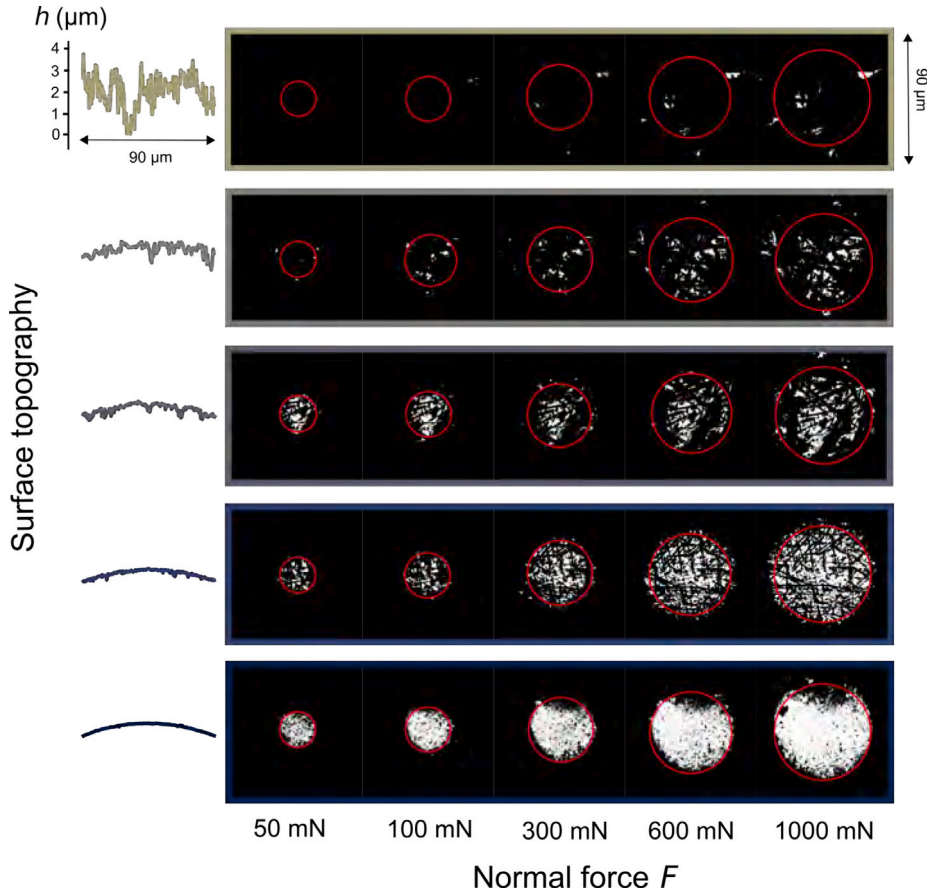 h (µm)
4
3
2
1
0
90 µm
90 µm
Surface topography
50 mN
100 mN
300 mN
600 mN
1000 mN
Normal force F